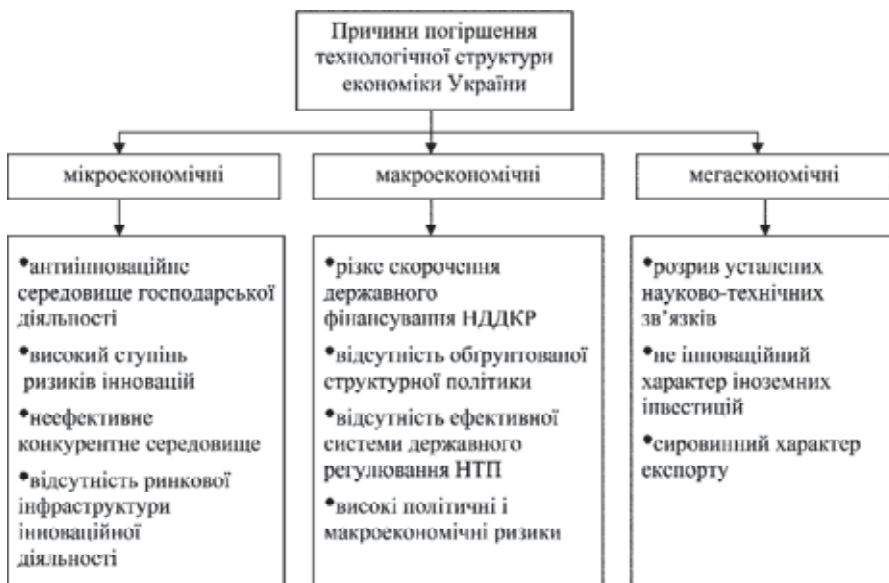 Причини погіршення
технологічної структури
економіки України
мікроекономічні
макроекономічні
мегаекономічні
•антиінноваційне
середовище господарської
діяльності
•високий ступінь
ризиків інновацій
•неефективне
конкурентне середовище
•відсутність ринкової
інфраструктури
інноваційної
діяльності
•різке скорочення
державного
фінансування НДДКР
•відсутність обґрунтованої
структурної політики
•відсутність ефективної
системи державного
регулювання НТП
•високі політичні і
макроекономічні ризики
•розрив усталених
науково-технічних
зв’язків
•не інноваційний
характер іноземних
інвестицій
•сировинний характер
експорту